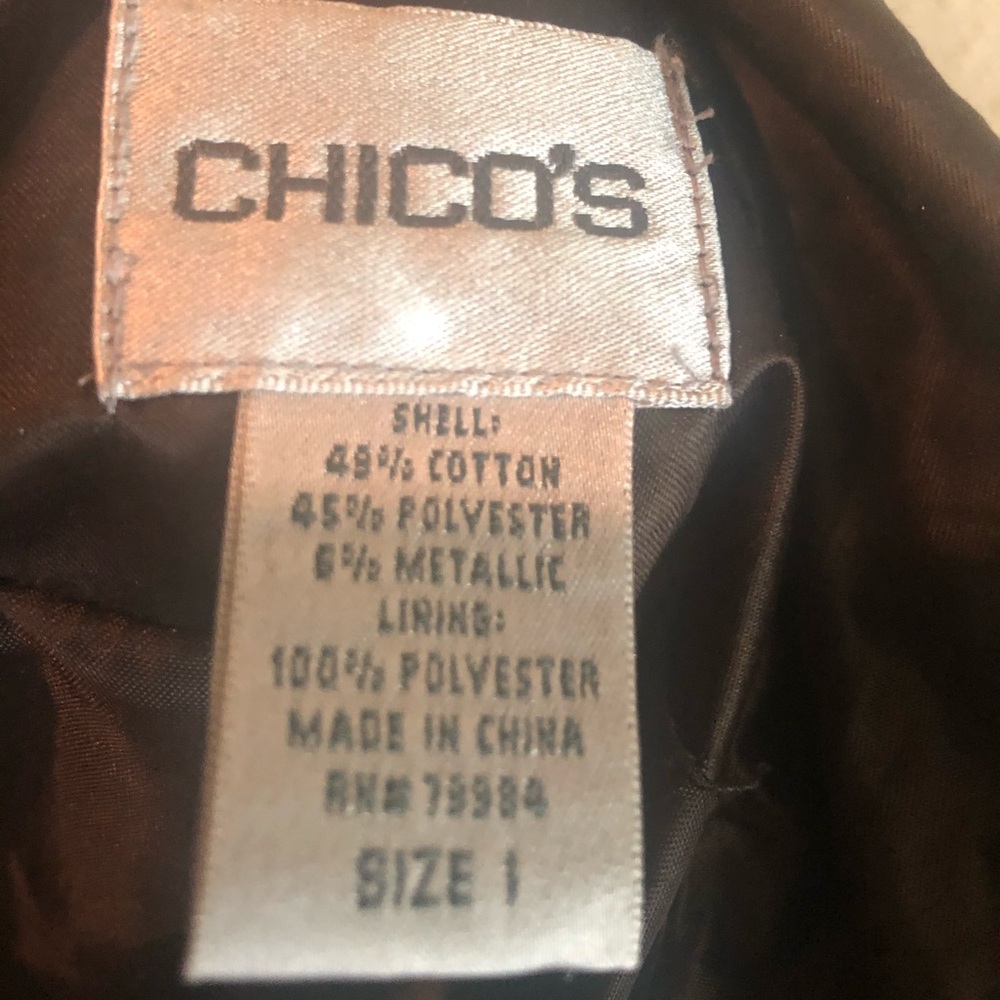 CHICO'S
SHELL:
49% COTTON
45% POLYESTER
6% METALLIC
LINING:
100% POLYESTER
MADE IN CHINA
RN# 79984
SIZE 1